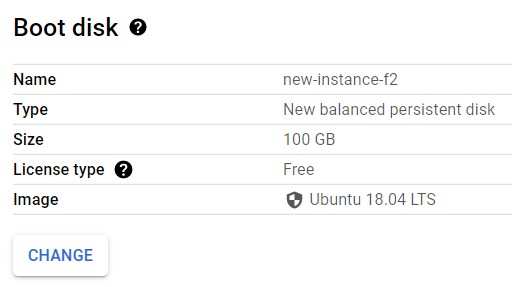 Boot disk ?
Name new-instance-f2
Type New balanced persistent disk
Size 100 GB
License type ? Free
Image Ubuntu 18.04 LTS
CHANGE